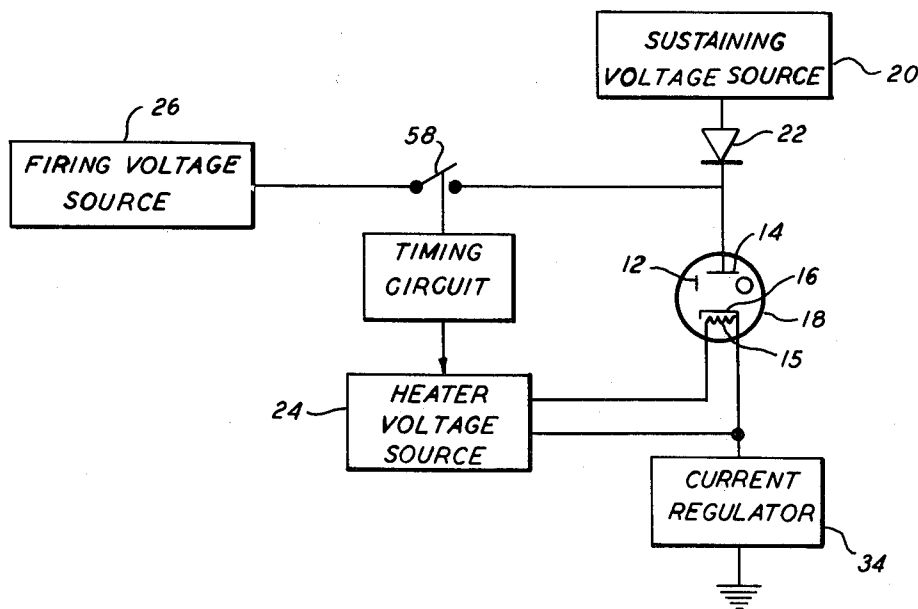 SUSTAINING
VOLTAGE SOURCE
20
26
58
22
FIRING VOLTAGE
SOURCE
TIMING
CIRCUIT
12
14
16
18
15
24
HEATER
VOLTAGE
SOURCE
CURRENT
REGULATOR
34